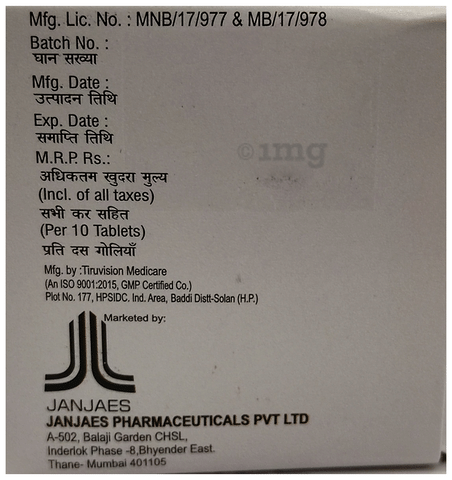 Mfg. Lic. No. : MNB/17/977 & MB/17/978
Batch No. :
घान सख्या
Mfg. Date :
उत्पादन तिथि
Exp. Date :
समाप्ति तिथि
M.R.P. Rs.:
अधिकतम खुदरा मुल्य
(Incl. of all taxes)
सभी कर सहित
(Per 10 Tablets)
प्रति दस गोलियाँ
©1mg
Mfg. by :Tiruvision Medicare
(An ISO 9001:2015, GMP Certified Co.)
Plot No. 177, HPSIDC. Ind. Area, Baddi Distt-Solan (H.P.)
Marketed by:
JANJAES
JANJAES PHARMACEUTICALS PVT LTD
A-502, Balaji Garden CHSL,
Inderlok Phase -8,Bhyender East.
Thane- Mumbai 401105